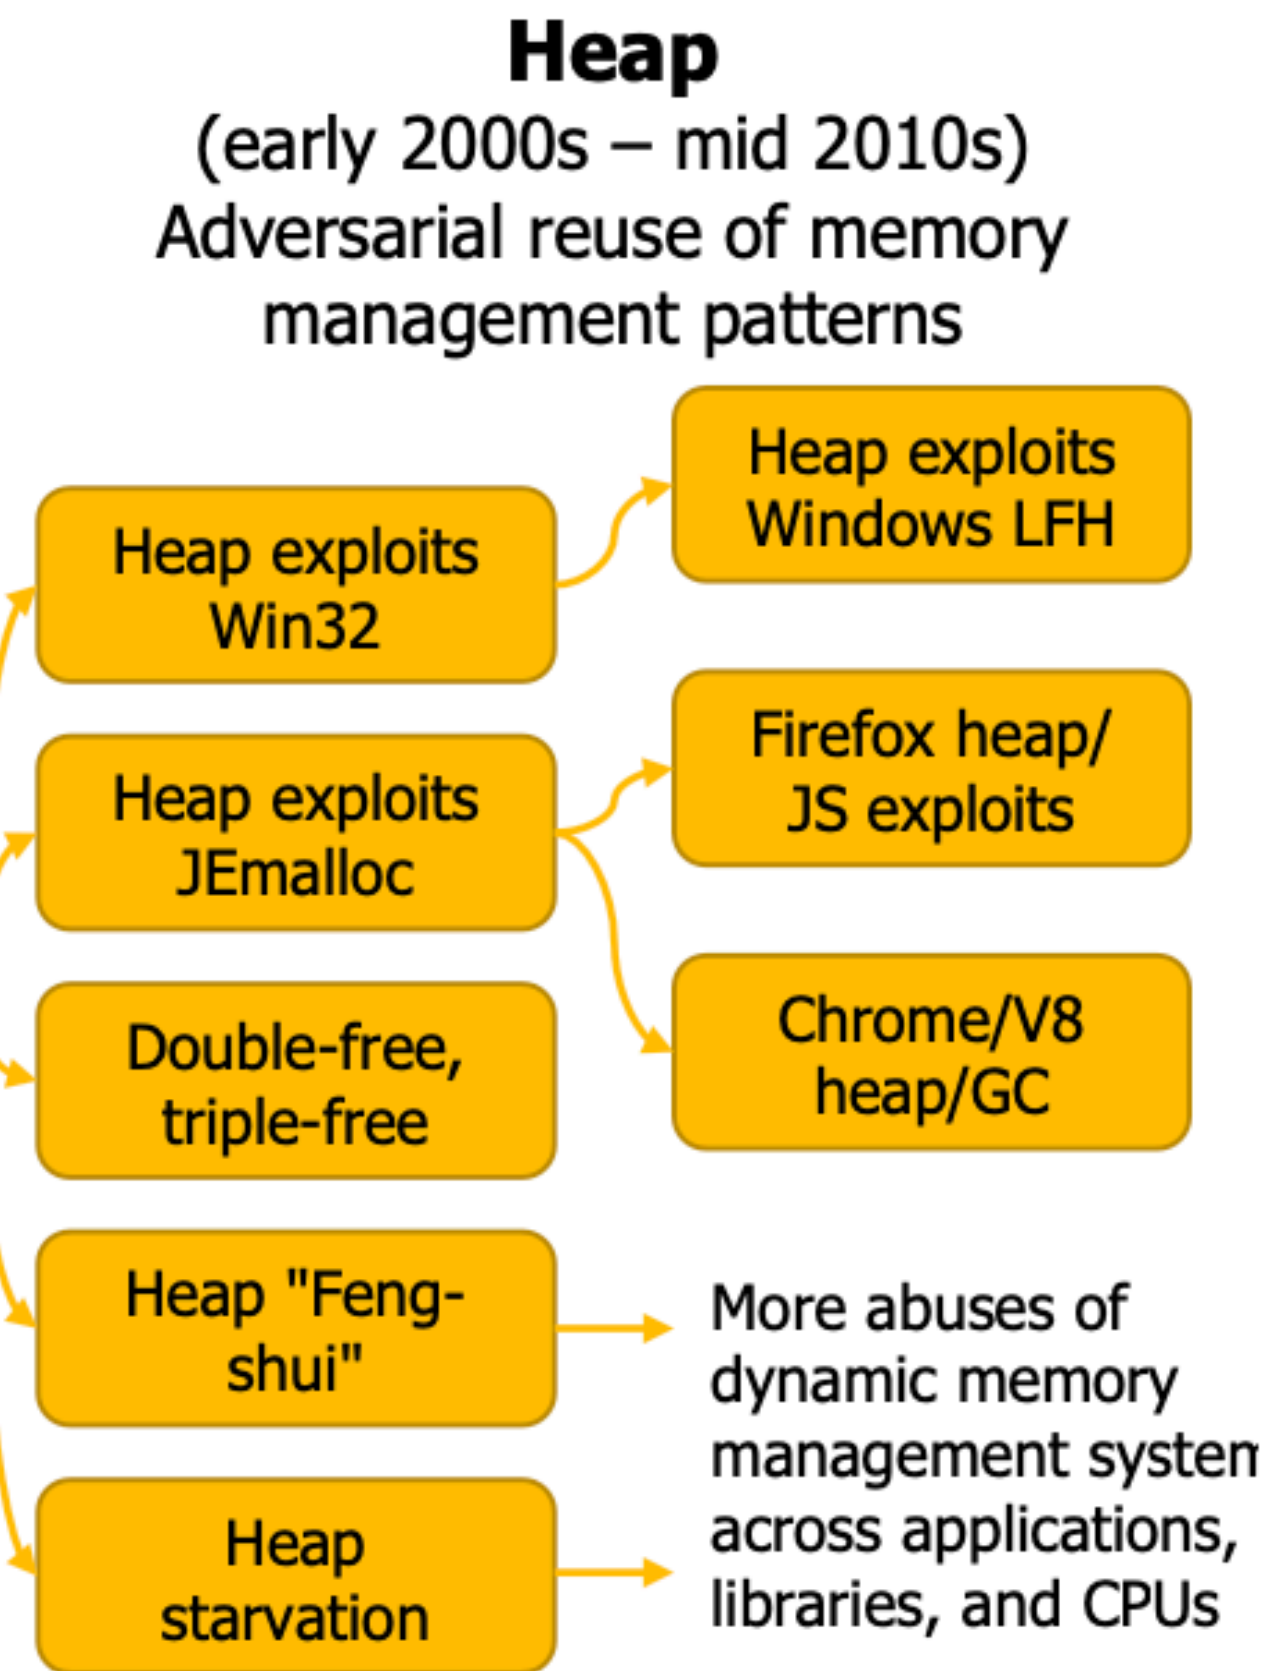 Heap
(early 2000s – mid 2010s)
Adversarial reuse of memory
management patterns
Heap exploits
Win32
Heap exploits
JEmalloc
Double-free,
triple-free
Heap "Feng-
shui"
Heap
starvation
Heap exploits
Windows LFH
Firefox heap/
JS exploits
Chrome/V8
heap/GC
More abuses of
dynamic memory
management system
across applications,
libraries, and CPUs